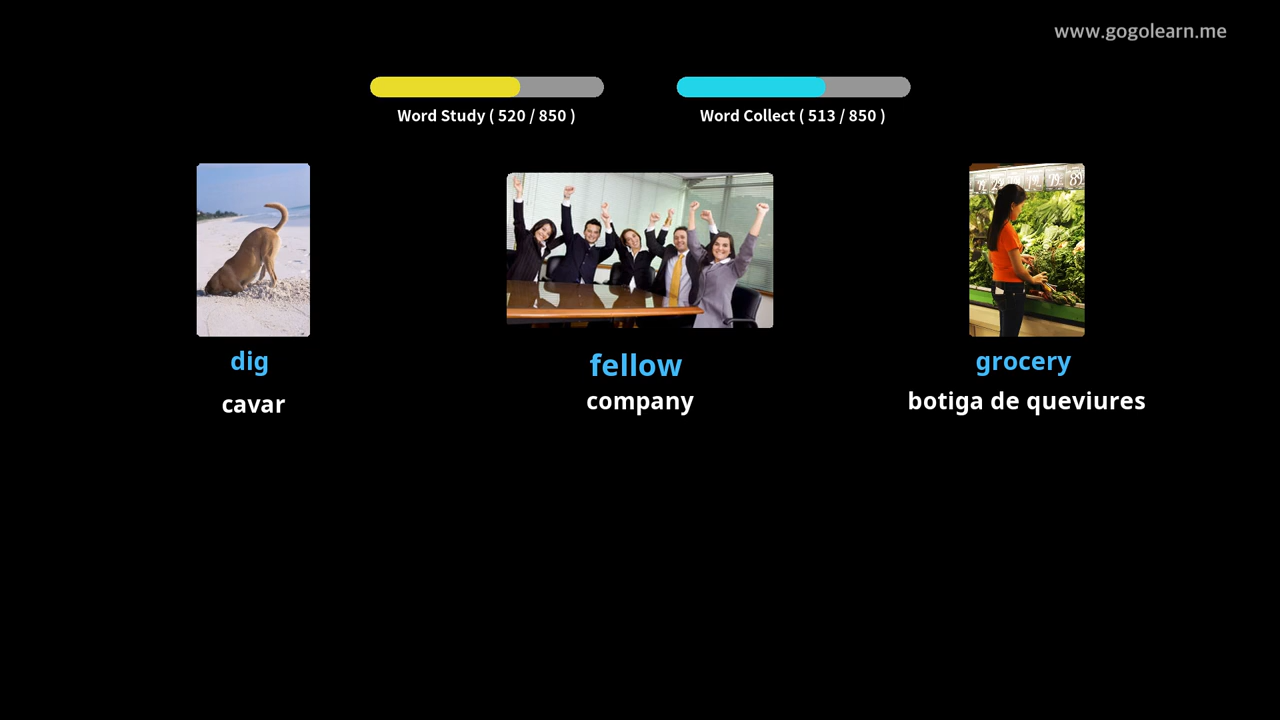 www.gogolearn.me
Word Study ( 520 / 850 )
Word Collect ( 513 / 850 )
dig
fellow
grocery
cavar
company
botiga de queviures